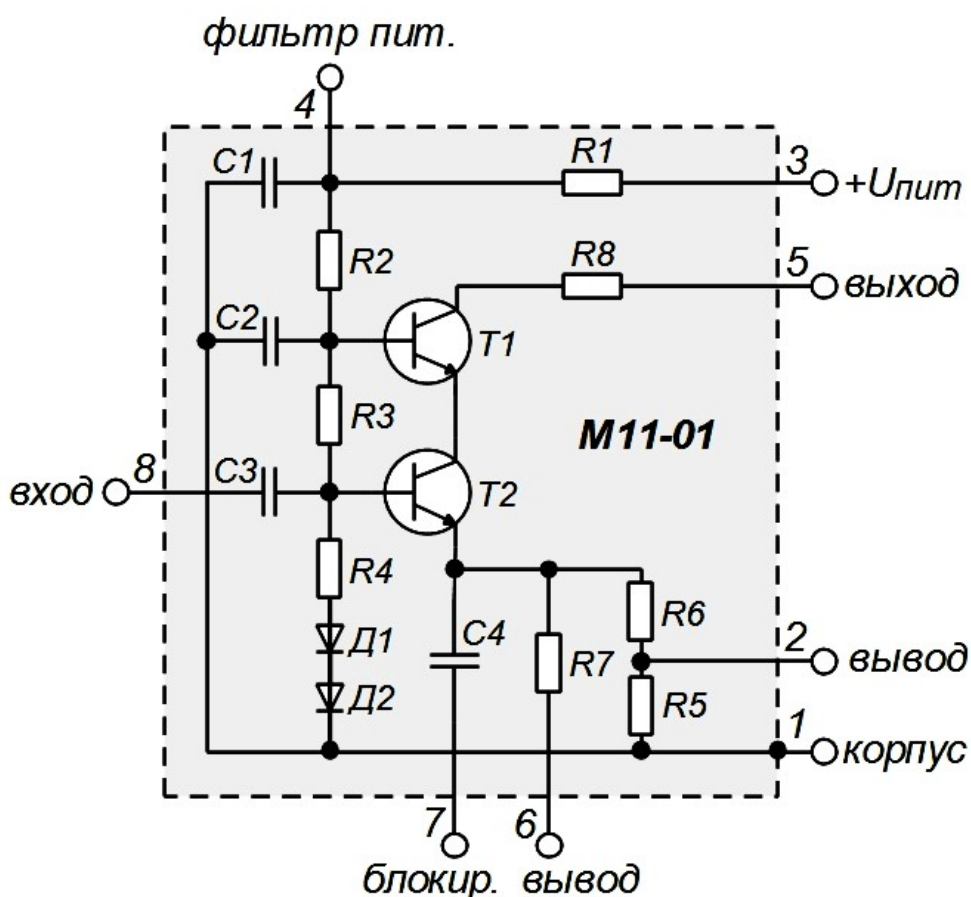 фильтр пит.
4
C1
R1
3
+Uпит
R2
R8
5
выход
C2
T1
R3
M11-01
8
C3
вход
T2
R4
R6
C4
2
Д1
R7
вывод
Д2
R5
1
корпус
7
6
блокир.
вывод